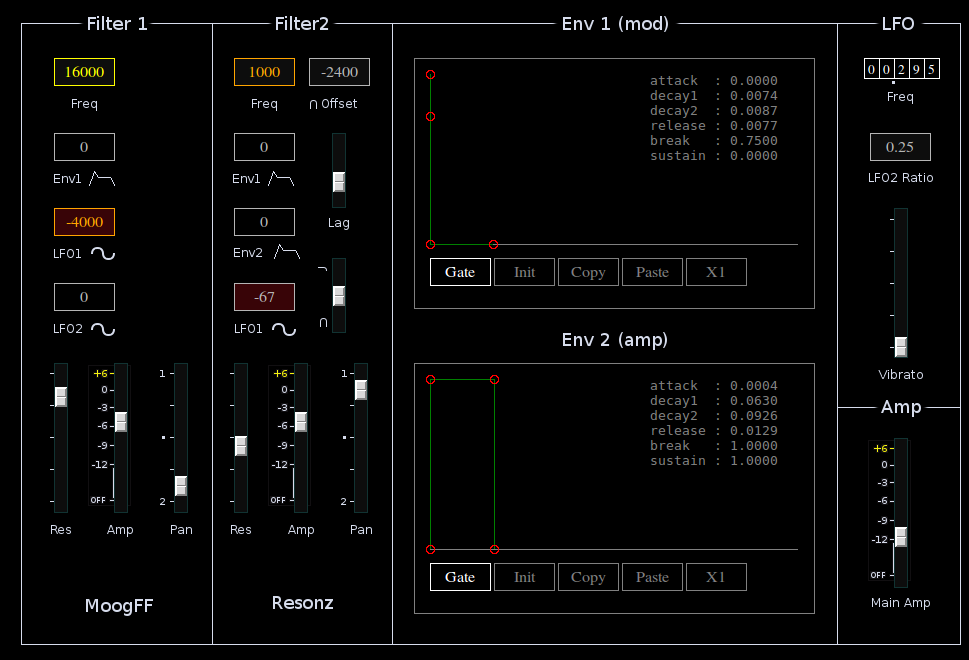 Filter 1
16000
Freq
0
Env1
-4000
LFO1
0
LFO2
+6
0
-3
-6
-9
-12
OFF
1
2
Res
Amp
Pan
MoogFF
Filter2
1000
-2400
Freq
∩ Offset
0
Env1
Lag
0
Env2
-67
LFO1
∩
+6
0
-3
-6
-9
-12
OFF
1
2
Res
Amp
Pan
Resonz
Env 1 (mod)
attack : 0.0000
decay1 : 0.0074
decay2 : 0.0087
release : 0.0077
break : 0.7500
sustain : 0.0000
Gate Init Copy Paste X1
Env 2 (amp)
attack : 0.0004
decay1 : 0.0630
decay2 : 0.0926
release : 0.0129
break : 1.0000
sustain : 1.0000
Gate Init Copy Paste X1
LFO
0 0 2 9 5
Freq
0.25
LFO2 Ratio
Vibrato
Amp
+6
0
-3
-6
-9
-12
OFF
Main Amp